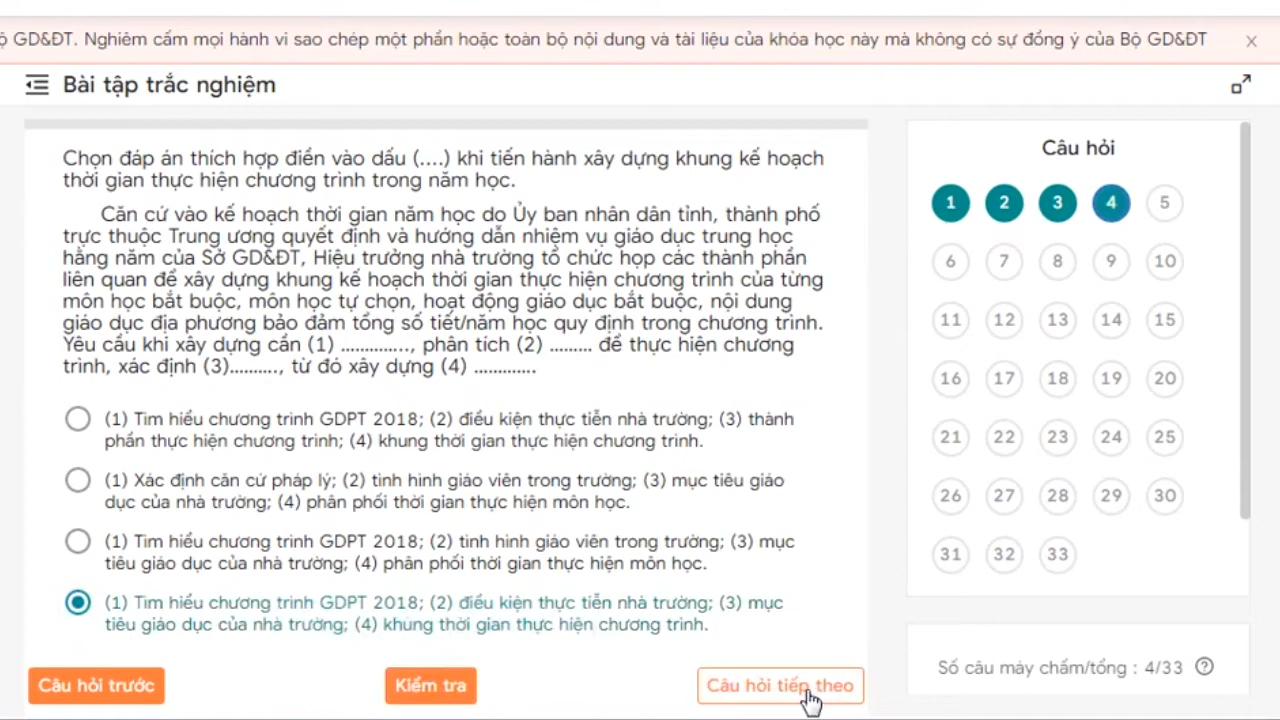 ộ GD&ĐT. Nghiêm cấm mọi hành vi sao chép một phần hoặc toàn bộ nội dung và tài liệu của khóa học này mà không có sự đồng ý của Bộ GD&ĐT
Bài tập trắc nghiệm
Chọn đáp án thích hợp điền vào dấu (....) khi tiến hành xây dựng khung kế hoạch
thời gian thực hiện chương trình trong năm học.
Căn cứ vào kế hoạch thời gian năm học do Ủy ban nhân dân tỉnh, thành phố
trực thuộc Trung ương quyết định và hướng dẫn nhiệm vụ giáo dục trung học
hằng năm của Sở GD&ĐT, Hiệu trưởng nhà trường tổ chức họp các thành phần
liên quan để xây dựng khung kế hoạch thời gian thực hiện chương trình của từng
môn học bắt buộc, môn học tự chọn, hoạt động giáo dục bắt buộc, nội dung
giáo dục địa phương bảo đảm tổng số tiết/năm học quy định trong chương trình.
Yêu cầu khi xây dựng cần (1) .............., phân tích (2) ......... để thực hiện chương
trình, xác định (3).........., từ đó xây dựng (4) .............
(1) Tìm hiểu chương trình GDPT 2018; (2) điều kiện thực tiễn nhà trường; (3) thành
phần thực hiện chương trình; (4) khung thời gian thực hiện chương trình.
(1) Xác định căn cứ pháp lý; (2) tình hình giáo viên trong trường; (3) mục tiêu giáo
dục của nhà trường; (4) phân phối thời gian thực hiện môn học.
(1) Tìm hiểu chương trình GDPT 2018; (2) tình hình giáo viên trong trường; (3) mục
tiêu giáo dục của nhà trường; (4) phân phối thời gian thực hiện môn học.
(1) Tìm hiểu chương trình GDPT 2018; (2) điều kiện thực tiễn nhà trường; (3) mục
tiêu giáo dục của nhà trường; (4) khung thời gian thực hiện chương trình.
Câu hỏi trước
Kiểm tra
Câu hỏi tiếp theo
Câu hỏi
1 2 3 4 5
6 7 8 9 10
11 12 13 14 15
16 17 18 19 20
21 22 23 24 25
26 27 28 29 30
31 32 33
Số câu máy chấm/tổng : 4/33